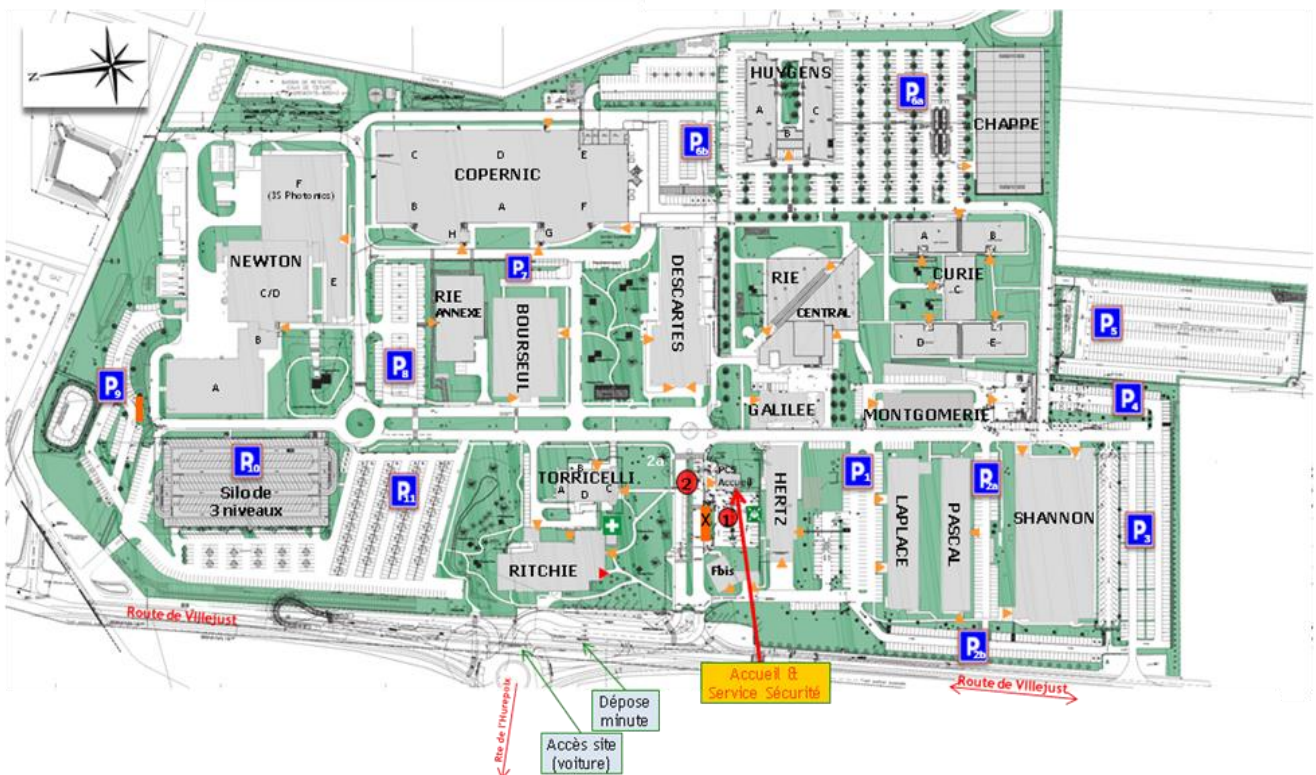 N
HUYGENS
A
C
B
P6a
CHAPPE
P6b
C
D
E
COPERNIC
B
A
F
H
G
F
(3S Photonics)
NEWTON
C/D
E
B
A
P7
RIE
ANNEXE
BOURSEUL
DESCARTES
RIE
CENTRAL
A
B
CURIE
C
D
E
P5
P8
P9
P4
GALILEE
MONTGOMERIE
P10
Silo de
3 niveaux
P11
TORRICELLI
B
A
D
C
2a
2
PCS
Accueil
X
1
HERTZ
P1
LAPLACE
PASCAL
P2a
SHANNON
P3
RITCHIE
Fbis
P2b
Route de Villejust
Accueil &
Service Sécurité
Route de Villejust
Rte de l'Hurepoix
Dépose
minute
Accès site
(voiture)